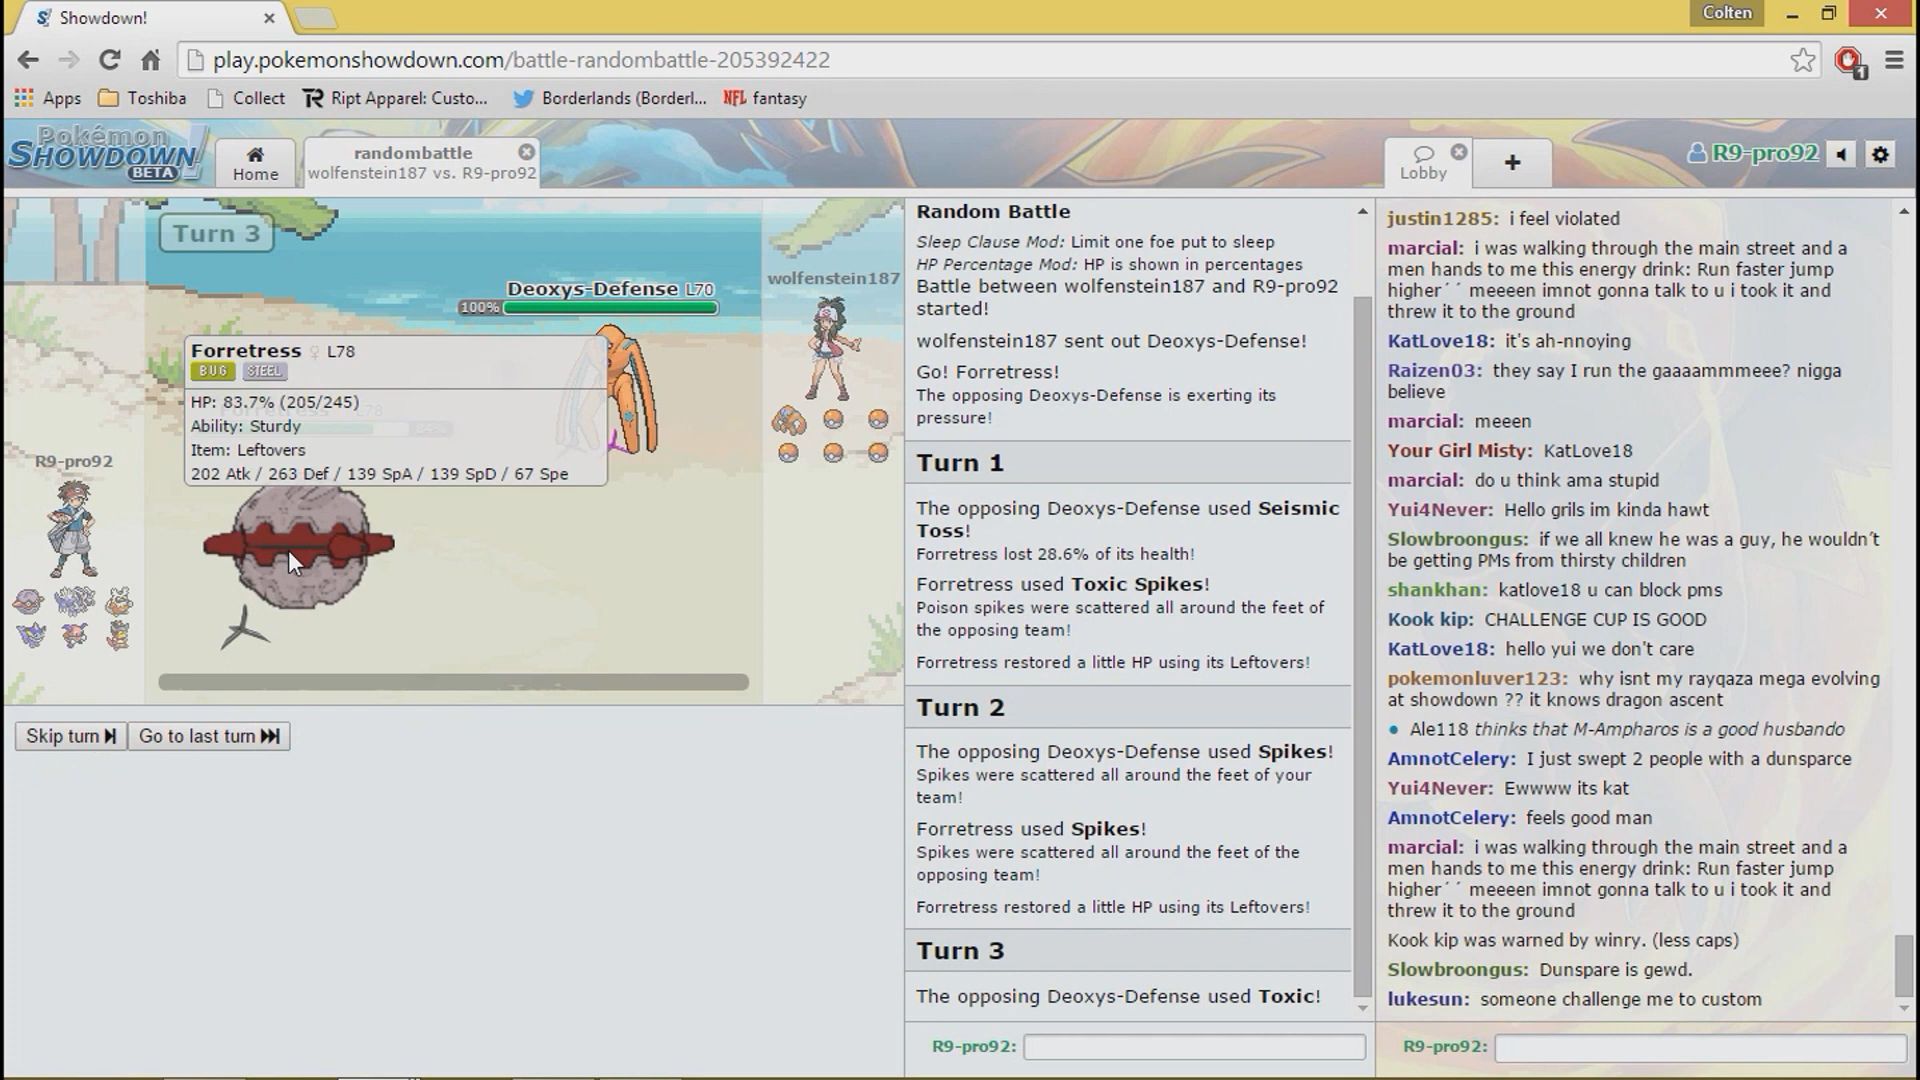 Showdown!
Colten
play.pokemonshowdown.com/battle-randombattle-205392422
1
Apps
Toshiba
Collect
Ript Apparel: Custo...
Borderlands (Borderl...
NFL fantasy
Pokémon
SHOWDOWN
BETA
Home
randombattle
wolfenstein187 vs. R9-pro92
Lobby
+
R9-pro92
Turn 3
Deoxys-Defense L70
100%
wolfenstein187
Forretress ♀ L78
BUG STEEL
HP: 83.7% (205/245)
Ability: Sturdy
Item: Leftovers
202 Atk / 263 Def / 139 SpA / 139 SpD / 67 Spe
R9-pro92
Skip turn
Go to last turn
Random Battle
Sleep Clause Mod: Limit one foe put to sleep
HP Percentage Mod: HP is shown in percentages
Battle between wolfenstein187 and R9-pro92
started!
wolfenstein187 sent out Deoxys-Defense!
Go! Forretress!
The opposing Deoxys-Defense is exerting its
pressure!
Turn 1
The opposing Deoxys-Defense used Seismic
Toss!
Forretress lost 28.6% of its health!
Forretress used Toxic Spikes!
Poison spikes were scattered all around the feet of
the opposing team!
Forretress restored a little HP using its Leftovers!
Turn 2
The opposing Deoxys-Defense used Spikes!
Spikes were scattered all around the feet of your
team!
Forretress used Spikes!
Spikes were scattered all around the feet of the
opposing team!
Forretress restored a little HP using its Leftovers!
Turn 3
The opposing Deoxys-Defense used Toxic!
R9-pro92:
justin1285: i feel violated
marcial: i was walking through the main street and a
men hands to me this energy drink: Run faster jump
higher´´ meeeen imnot gonna talk to u i took it and
threw it to the ground
KatLove18: it's ah-nnoying
Raizen03: they say I run the gaaaammmeee? nigga
believe
marcial: meeen
Your Girl Misty: KatLove18
marcial: do u think ama stupid
Yui4Never: Hello grils im kinda hawt
Slowbroongus: if we all knew he was a guy, he wouldn't
be getting PMs from thirsty children
shankhan: katlove18 u can block pms
Kook kip: CHALLENGE CUP IS GOOD
KatLove18: hello yui we don't care
pokemonluver123: why isnt my rayqaza mega evolving
at showdown ?? it knows dragon ascent
• Ale118 thinks that M-Ampharos is a good husbando
AmnotCelery: I just swept 2 people with a dunsparce
Yui4Never: Ewwww its kat
AmnotCelery: feels good man
marcial: i was walking through the main street and a
men hands to me this energy drink: Run faster jump
higher´´ meeeen imnot gonna talk to u i took it and
threw it to the ground
Kook kip was warned by winry. (less caps)
Slowbroongus: Dunspare is gewd.
lukesun: someone challenge me to custom
R9-pro92: